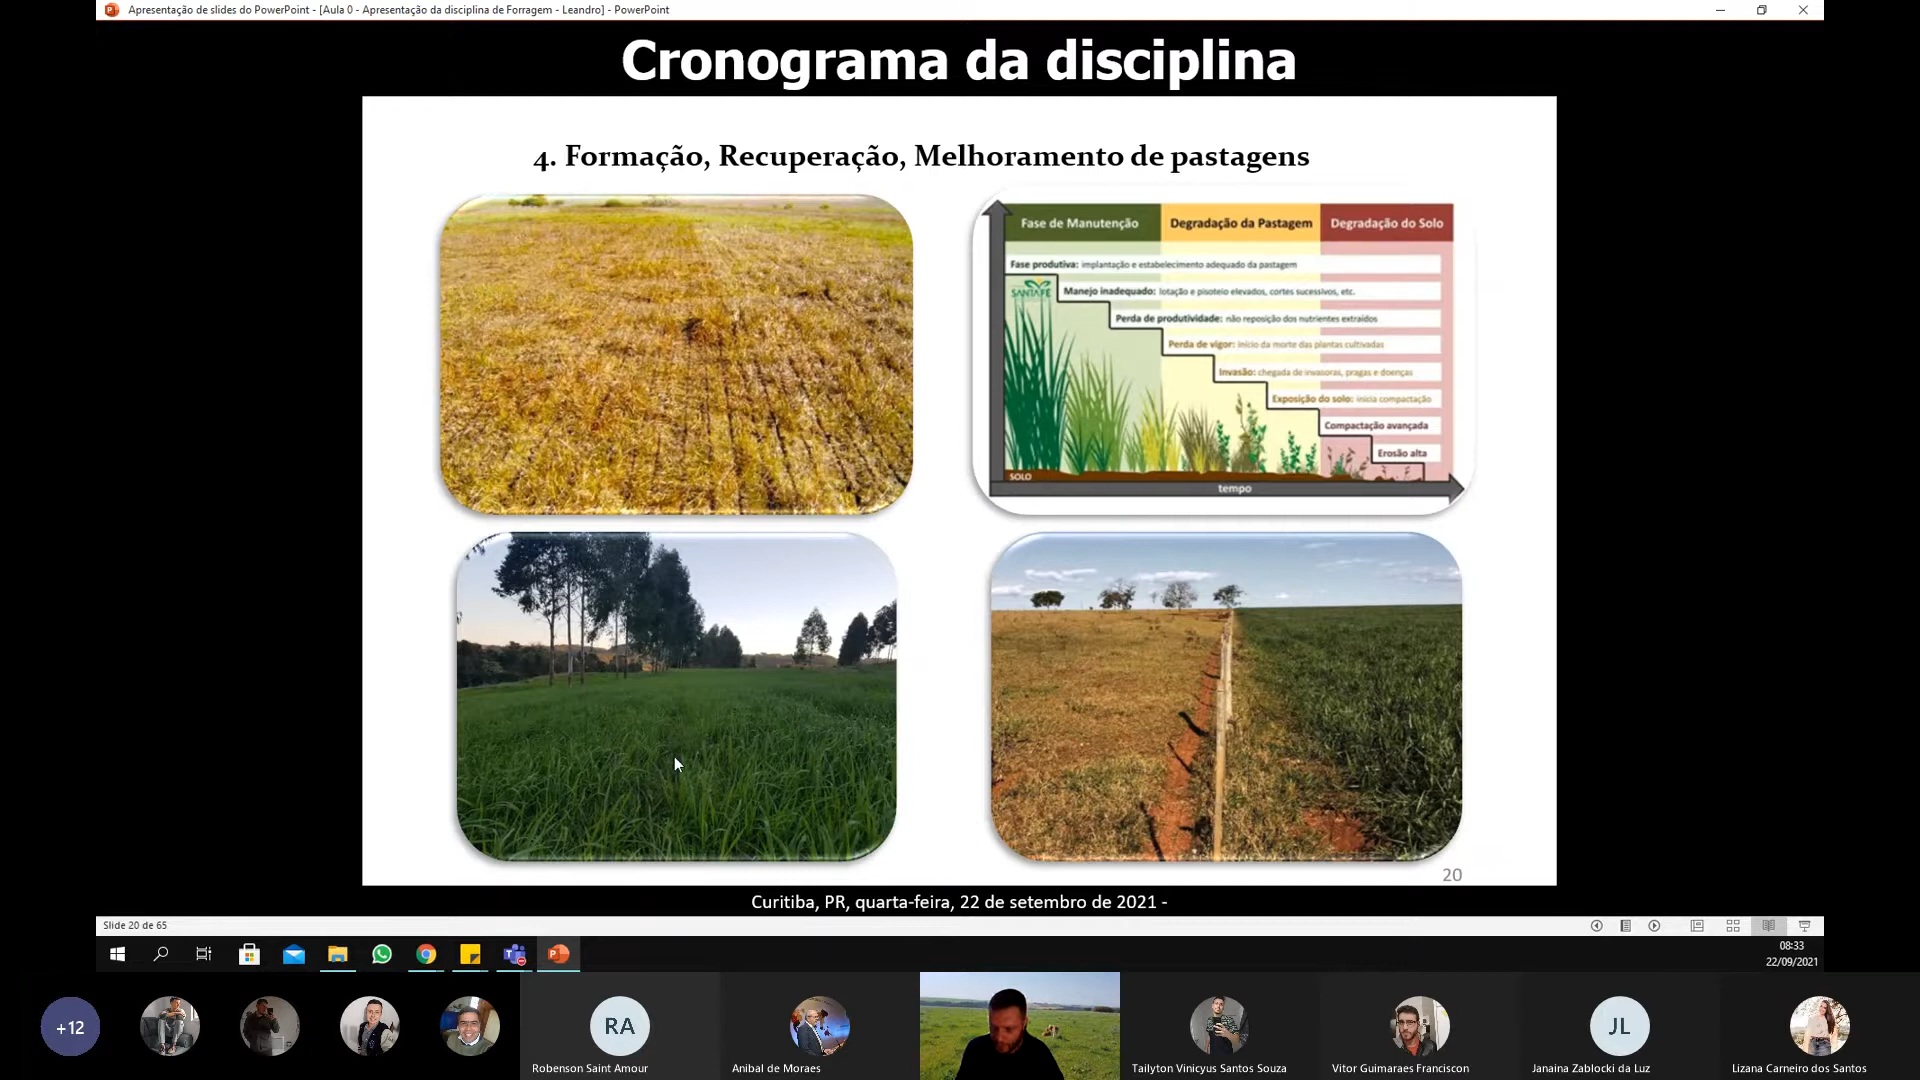 Apresentação de slides do PowerPoint - [Aula 0 - Apresentação da disciplina de Forragem - Leandro] - PowerPoint
Cronograma da disciplina
4. Formação, Recuperação, Melhoramento de pastagens
Fase de Manutenção
Degradação da Pastagem
Degradação do Solo
Fase produtiva: implantação e estabelecimento adequado da pastagem
SANTA FÉ
Manejo inadequado: lotação e pisoteio elevados, cortes sucessivos, etc.
Perda de produtividade: não reposição dos nutrientes extraídos
Perda de vigor: início da morte das plantas cultivadas
Invasão: chegada de invasoras, pragas e doenças
Exposição do solo: inicia compactação
Compactação avançada
Erosão alta
SOLO
tempo
20
Curitiba, PR, quarta-feira, 22 de setembro de 2021 -
Slide 20 de 65
08:33
22/09/2021
+12
RA
JL
Robenson Saint Amour
Anibal de Moraes
Tailyton Vinicyus Santos Souza
Vitor Guimaraes Franciscon
Janaina Zablocki da Luz
Lizana Carneiro dos Santos